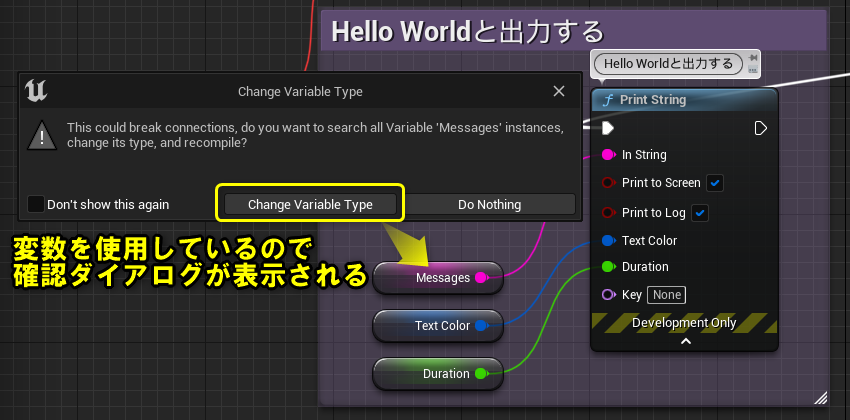 Hello Worldと出力する
Hello Worldと出力する
Print String
Change Variable Type
This could break connections, do you want to search all Variable 'Messages' instances,
change its type, and recompile?
Don't show this again
Change Variable Type
Do Nothing
変数を使用しているので
確認ダイアログが表示される
In String
Print to Screen
Print to Log
Text Color
Duration
Key None
Development Only
Messages
Text Color
Duration